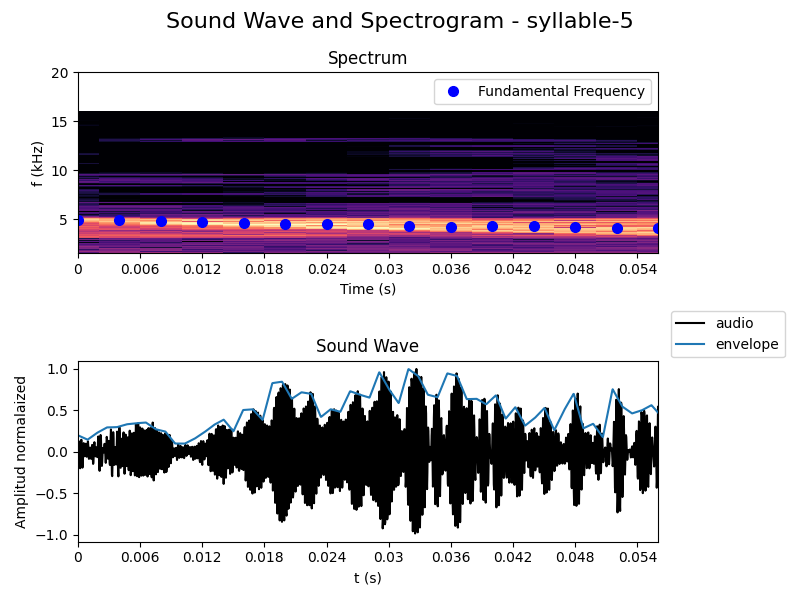 Sound Wave and Spectrogram - syllable-5
Spectrum
20
15
10
5
f (kHz)
Fundamental Frequency
0 0.006 0.012 0.018 0.024 0.03 0.036 0.042 0.048 0.054
Time (s)
audio
envelope
Sound Wave
1.0
0.5
0.0
−0.5
−1.0
Amplitud normalaized
0 0.006 0.012 0.018 0.024 0.03 0.036 0.042 0.048 0.054
t (s)